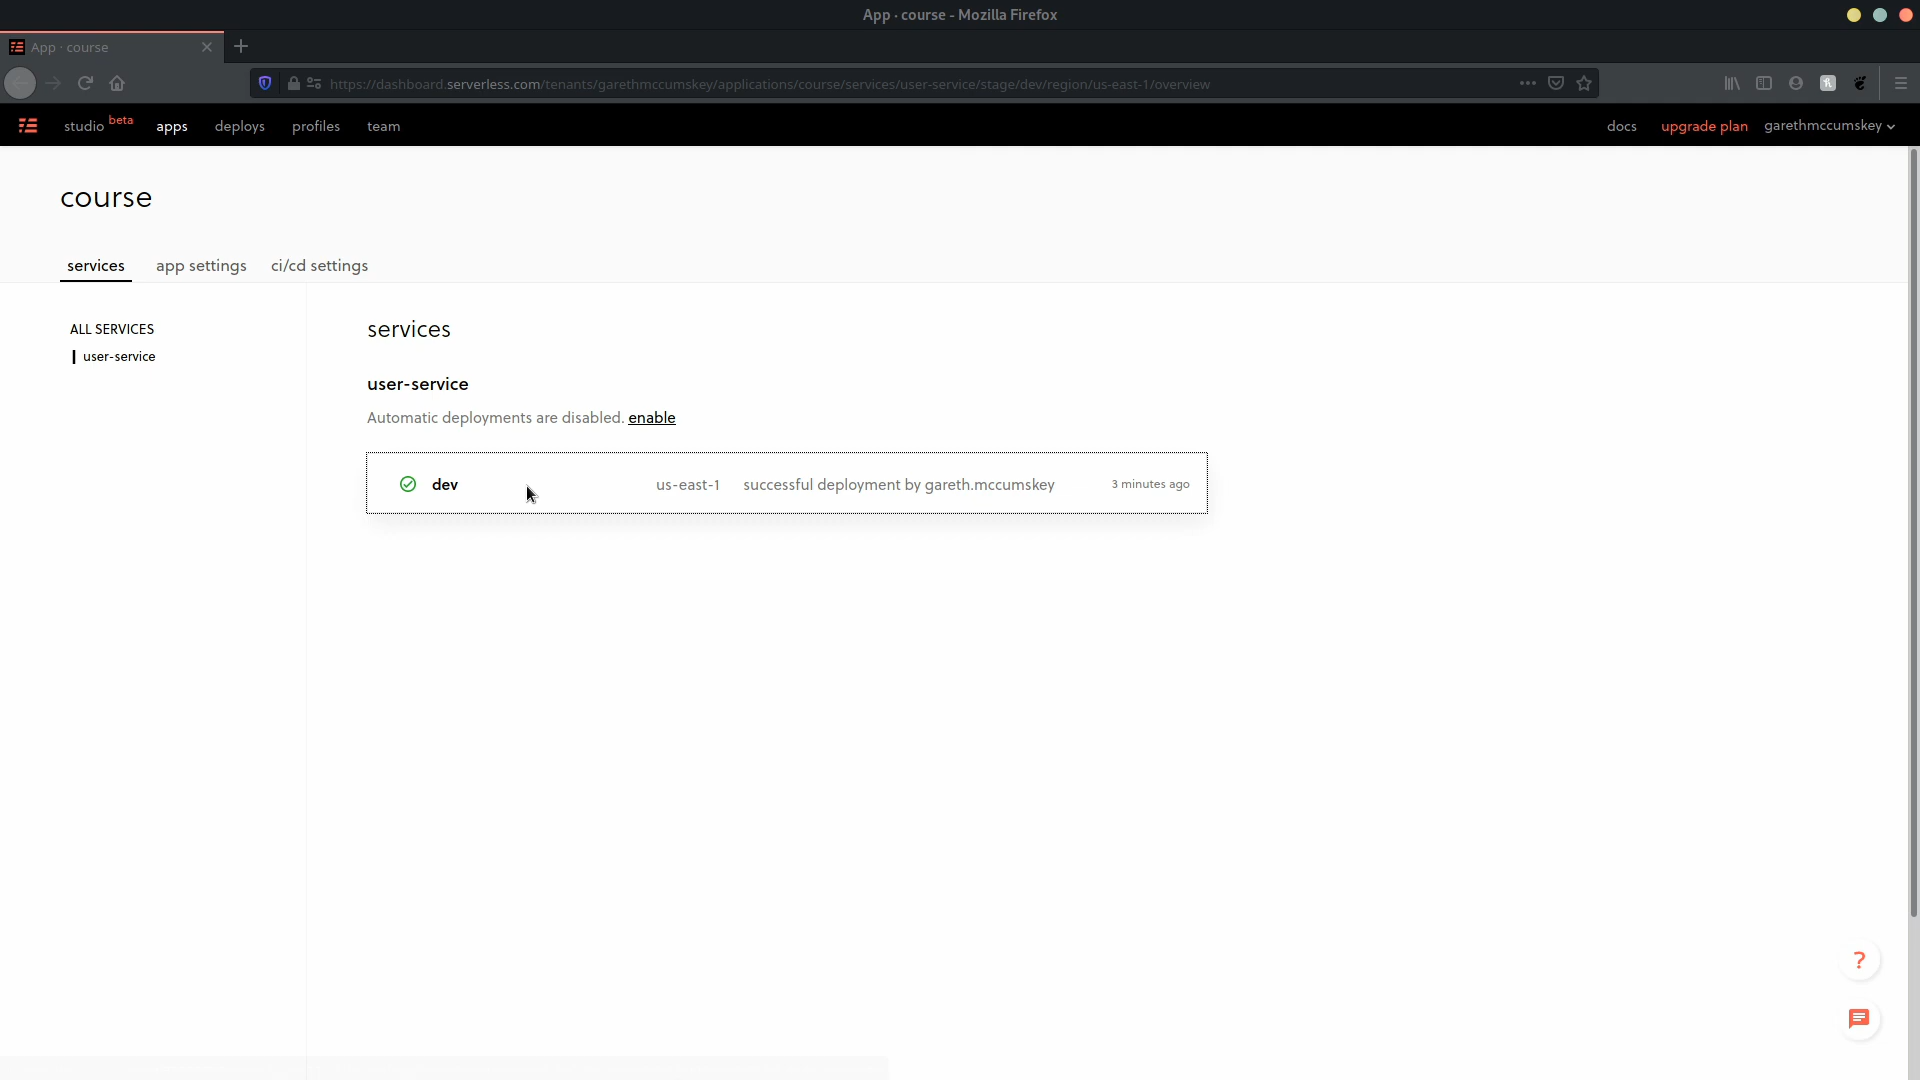 App · course - Mozilla Firefox
App · course
https://dashboard.serverless.com/tenants/garethmccumskey/applications/course/services/user-service/stage/dev/region/us-east-1/overview
studio beta apps deploys profiles team docs upgrade plan garethmccumskey
course
services app settings ci/cd settings
ALL SERVICES
user-service
services
user-service
Automatic deployments are disabled. enable
dev us-east-1 successful deployment by gareth.mccumskey 3 minutes ago
?